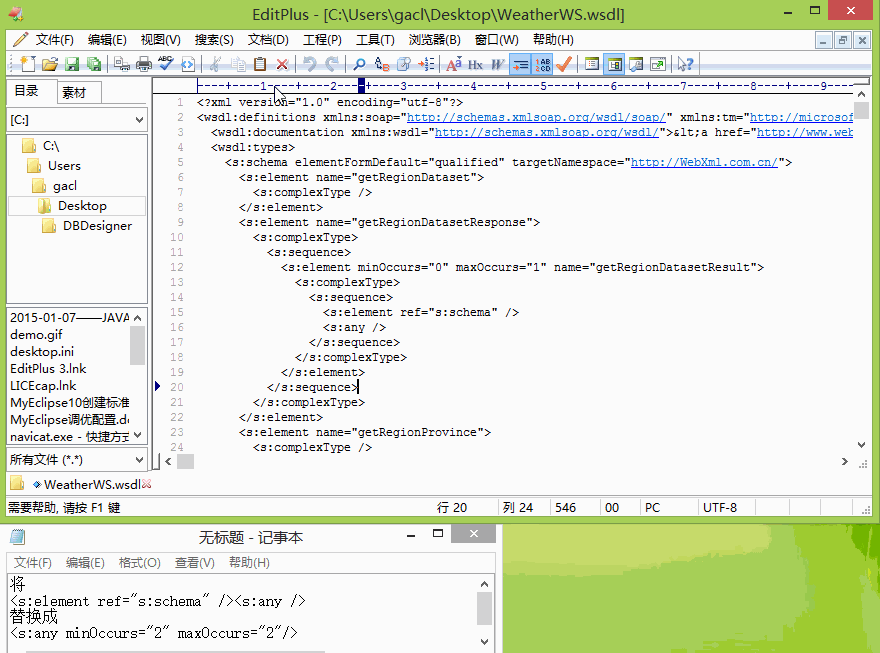 EditPlus - [C:\Users\gacl\Desktop\WeatherWS.wsdl]
文件(F) 编辑(E) 视图(V) 搜索(S) 文档(D) 工程(P) 工具(T) 浏览器(B) 窗口(W) 帮助(H)
目录 素材
[C:]
C:\
Users
gacl
Desktop
DBDesigner
2015-01-07——JAVA
demo.gif
desktop.ini
EditPlus 3.lnk
LICEcap.lnk
MyEclipse10创建标准
MyEclipse调优配置.dc
navicat.exe - 快捷方式
所有文件 (*.*)
----+----1----+----2----+----3----+----4----+----5----+----6----+----7----+----8----+----9--
1 <?xml version="1.0" encoding="utf-8"?>
2 <wsdl:definitions xmlns:soap="http://schemas.xmlsoap.org/wsdl/soap/" xmlns:tm="http://microsof
3 <wsdl:documentation xmlns:wsdl="http://schemas.xmlsoap.org/wsdl/">&lt;a href="http://www.web
4 <wsdl:types>
5 <s:schema elementFormDefault="qualified" targetNamespace="http://WebXml.com.cn/">
6 <s:element name="getRegionDataset">
7 <s:complexType />
8 </s:element>
9 <s:element name="getRegionDatasetResponse">
10 <s:complexType>
11 <s:sequence>
12 <s:element minOccurs="0" maxOccurs="1" name="getRegionDatasetResult">
13 <s:complexType>
14 <s:sequence>
15 <s:element ref="s:schema" />
16 <s:any />
17 </s:sequence>
18 </s:complexType>
19 </s:element>
20 </s:sequence>
21 </s:complexType>
22 </s:element>
23 <s:element name="getRegionProvince">
24 <s:complexType />
WeatherWS.wsdl
需要帮助, 请按 F1 键 行 20 列 24 546 00 PC UTF-8
无标题 - 记事本
文件(F) 编辑(E) 格式(O) 查看(V) 帮助(H)
将
<s:element ref="s:schema" /><s:any />
替换成
<s:any minOccurs="2" maxOccurs="2"/>